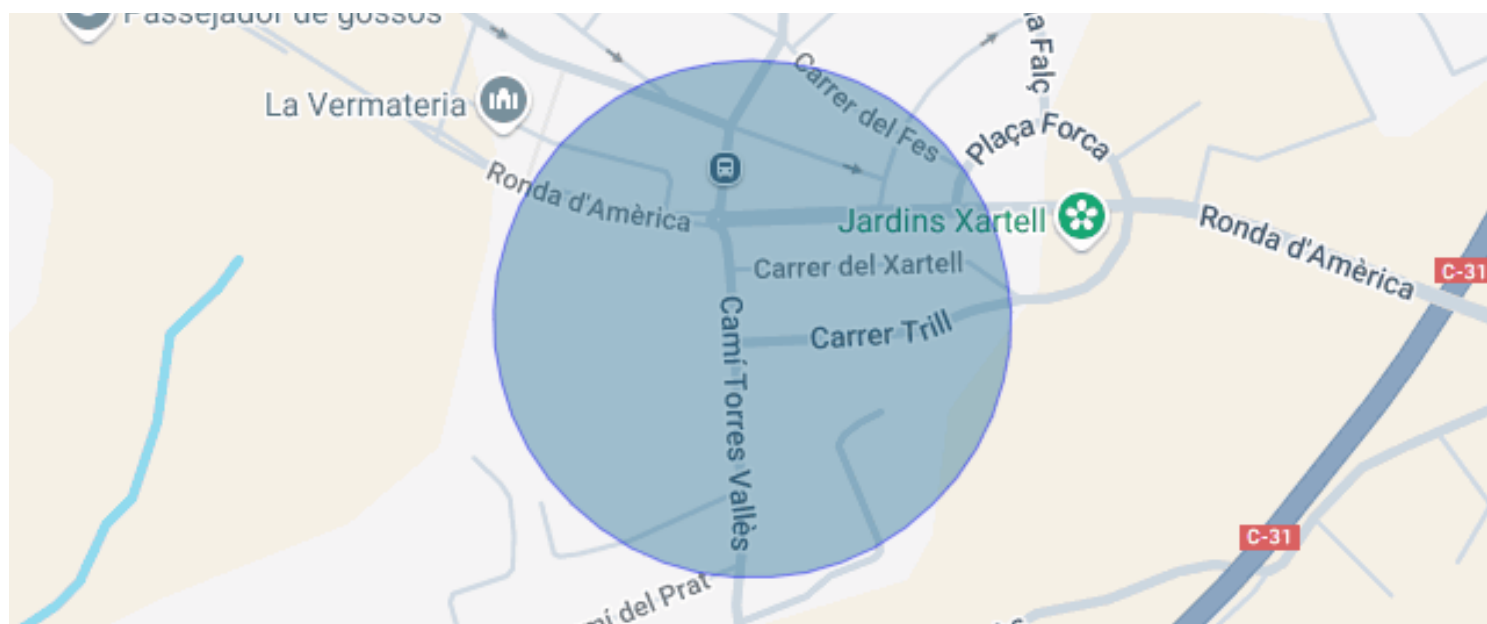 Passejador de gossos
La Vermateria
Carrer del Fes
a Falç
Plaça Forca
Ronda d'Amèrica
Jardins Xartell
Ronda d'Amèrica
Carrer del Xartell
C-31
Camí Torres Vallès
Carrer Trill
C-31
mí del Prat